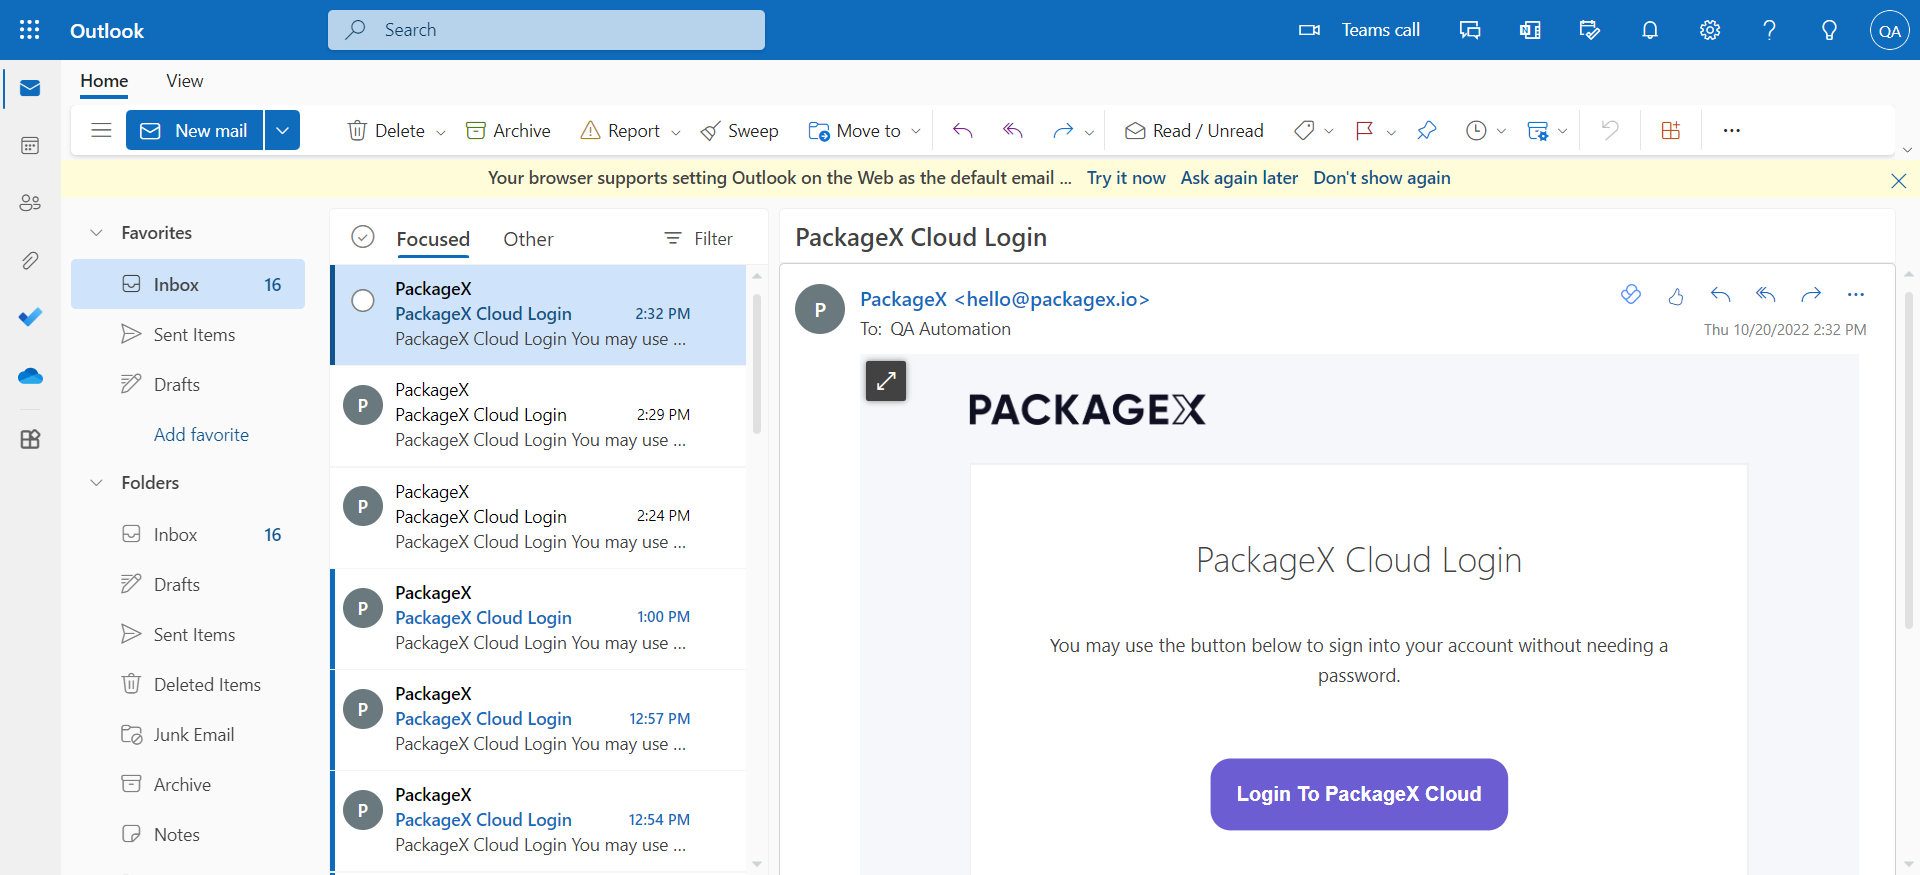 Outlook
Search
Teams call
QA
Home
View
New mail
Delete
Archive
Report
Sweep
Move to
Read / Unread
Your browser supports setting Outlook on the Web as the default email ...
Try it now
Ask again later
Don't show again
Favorites
Inbox 16
Sent Items
Drafts
Add favorite
Folders
Inbox 16
Drafts
Sent Items
Deleted Items
Junk Email
Archive
Notes
Focused
Other
Filter
PackageX
PackageX Cloud Login 2:32 PM
PackageX Cloud Login You may use ...
P
PackageX
PackageX Cloud Login 2:29 PM
PackageX Cloud Login You may use ...
P
PackageX
PackageX Cloud Login 2:24 PM
PackageX Cloud Login You may use ...
P
PackageX
PackageX Cloud Login 1:00 PM
PackageX Cloud Login You may use ...
P
PackageX
PackageX Cloud Login 12:57 PM
PackageX Cloud Login You may use ...
P
PackageX
PackageX Cloud Login 12:54 PM
PackageX Cloud Login You may use ...
PackageX Cloud Login
P
PackageX <hello@packagex.io>
To: QA Automation
Thu 10/20/2022 2:32 PM
PACKAGEX
PackageX Cloud Login
You may use the button below to sign into your account without needing a
password.
Login To PackageX Cloud